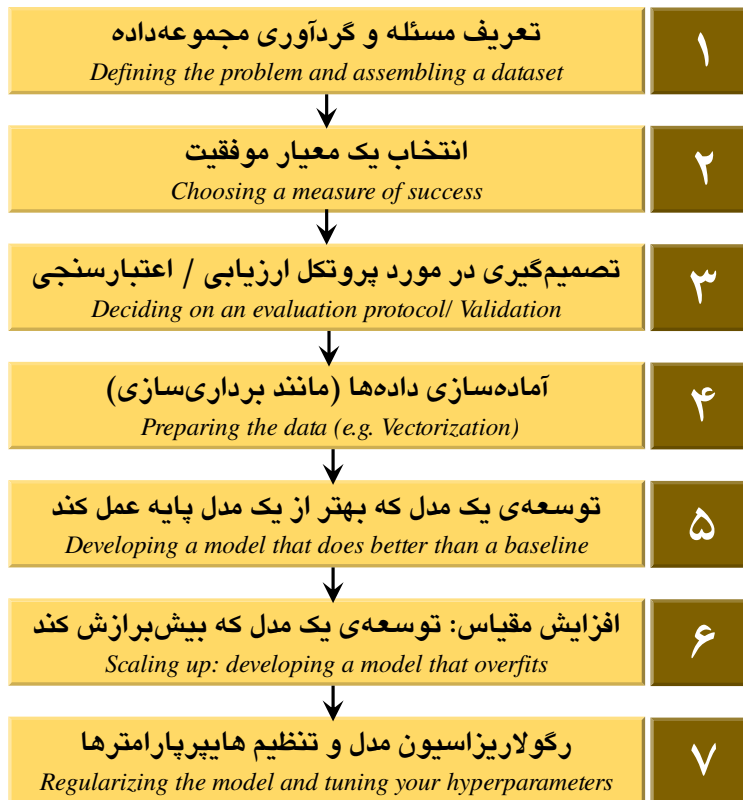 ۱
تعریف مسئله و گردآوری مجموعه‌داده
Defining the problem and assembling a dataset
۲
انتخاب یک معیار موفقیت
Choosing a measure of success
۳
تصمیم‌گیری در مورد پروتکل ارزیابی / اعتبارسنجی
Deciding on an evaluation protocol/ Validation
۴
آماده‌سازی داده‌ها (مانند برداری‌سازی)
Preparing the data (e.g. Vectorization)
۵
توسعه‌ی یک مدل که بهتر از یک مدل پایه عمل کند
Developing a model that does better than a baseline
۶
افزایش مقیاس: توسعه‌ی یک مدل که بیش‌برازش کند
Scaling up: developing a model that overfits
۷
رگولاریزاسیون مدل و تنظیم هایپرپارامترها
Regularizing the model and tuning your hyperparameters